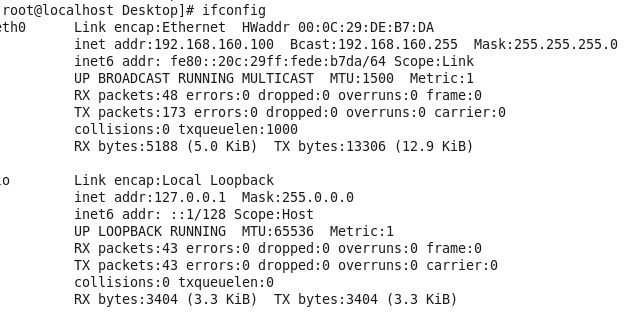 root@localhost Desktop]# ifconfig
eth0 Link encap:Ethernet HWaddr 00:0C:29:DE:B7:DA
inet addr:192.168.160.100 Bcast:192.168.160.255 Mask:255.255.255.0
inet6 addr: fe80::20c:29ff:fede:b7da/64 Scope:Link
UP BROADCAST RUNNING MULTICAST MTU:1500 Metric:1
RX packets:48 errors:0 dropped:0 overruns:0 frame:0
TX packets:173 errors:0 dropped:0 overruns:0 carrier:0
collisions:0 txqueuelen:1000
RX bytes:5188 (5.0 KiB) TX bytes:13306 (12.9 KiB)
lo Link encap:Local Loopback
inet addr:127.0.0.1 Mask:255.0.0.0
inet6 addr: ::1/128 Scope:Host
UP LOOPBACK RUNNING MTU:65536 Metric:1
RX packets:43 errors:0 dropped:0 overruns:0 frame:0
TX packets:43 errors:0 dropped:0 overruns:0 carrier:0
collisions:0 txqueuelen:0
RX bytes:3404 (3.3 KiB) TX bytes:3404 (3.3 KiB)